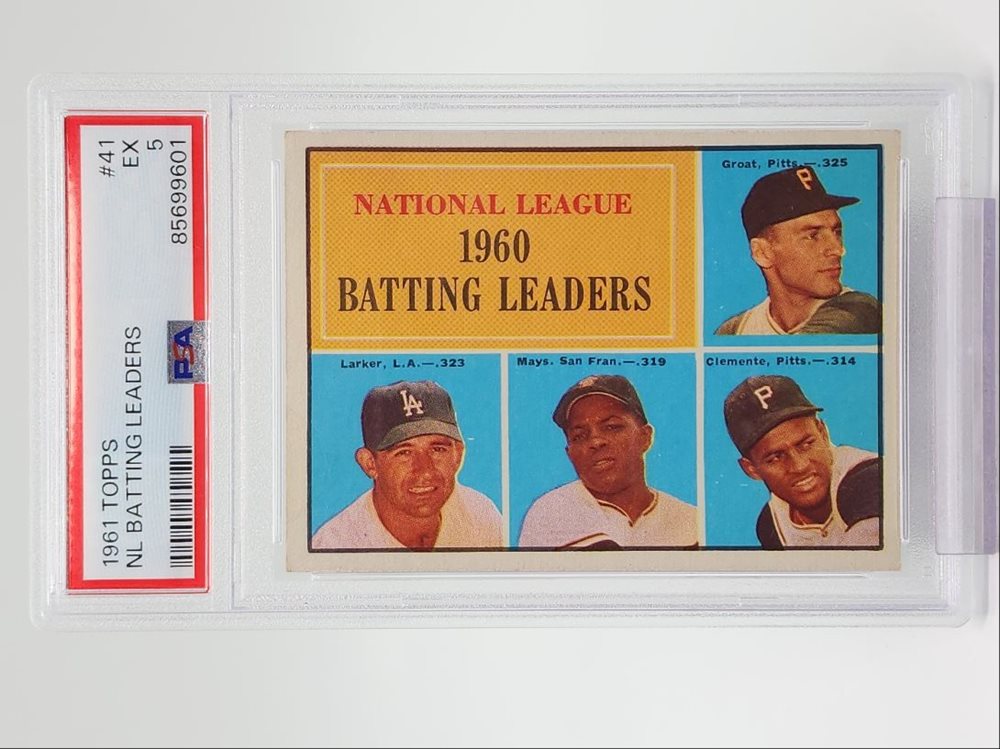 1961 TOPPS
NL BATTING LEADERS
#41
EX
5
85699601
PSA
NATIONAL LEAGUE
1960
BATTING LEADERS
Groat, Pitts.—.325
P
Larker, L.A.—.323
LA
Mays. San Fran.—.319
Clemente, Pitts.—.314
P